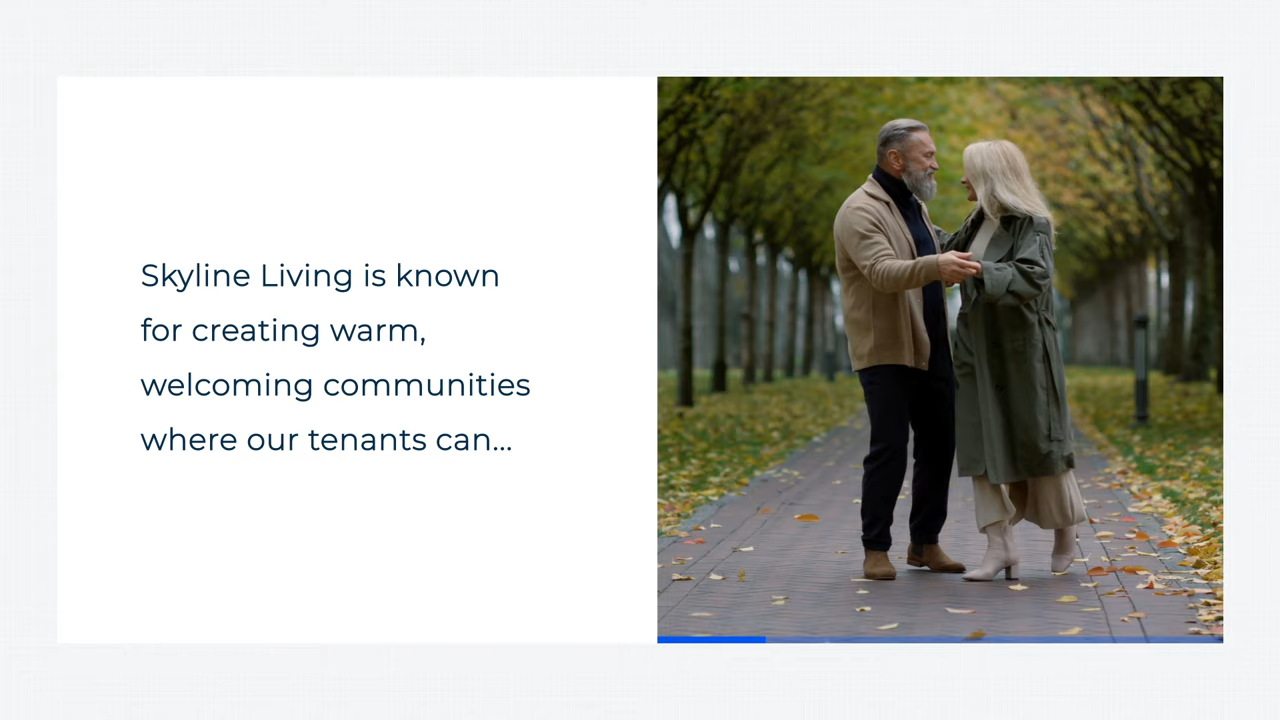 Skyline Living is known
for creating warm,
welcoming communities
where our tenants can...